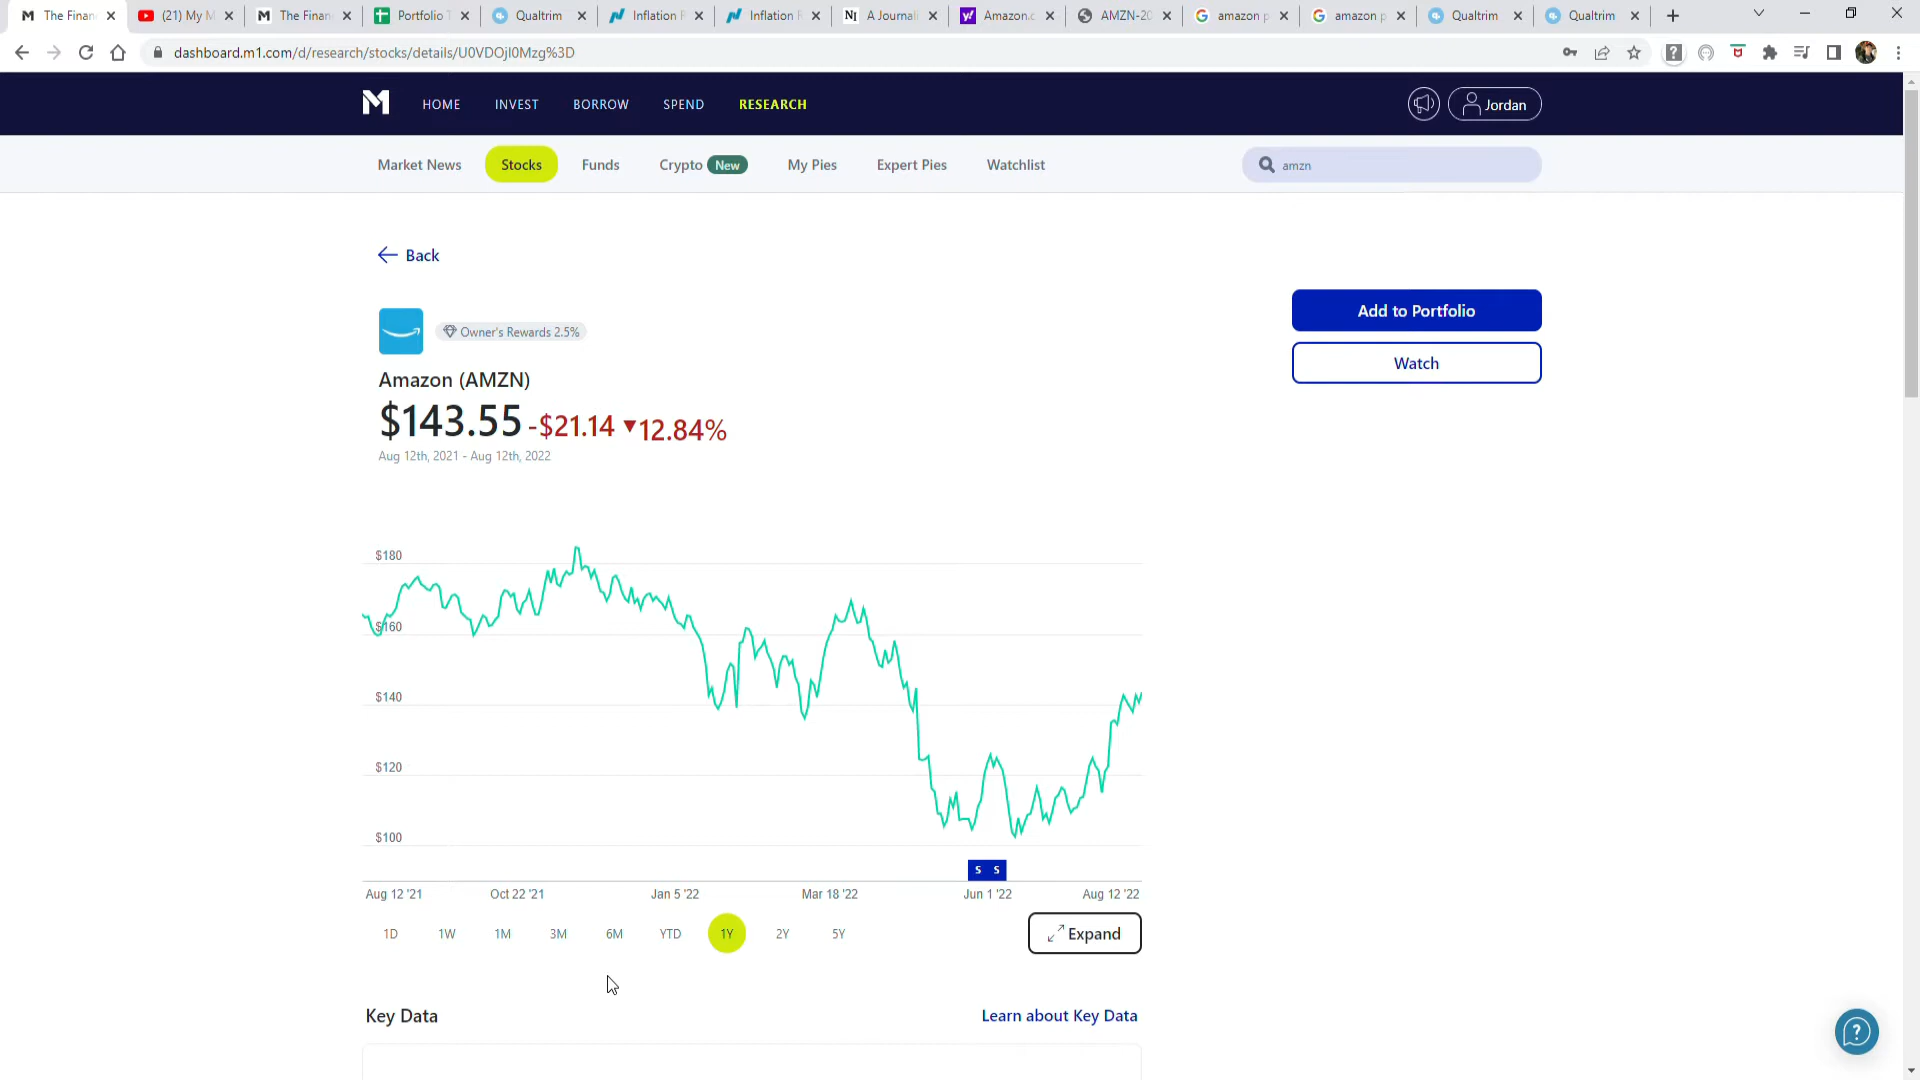 The Finan
(21) My M
The Finan
Portfolio T
Qualtrim
Inflation R
Inflation R
A Journali
Amazon.c
AMZN-20
amazon p
amazon p
Qualtrim
Qualtrim
dashboard.m1.com/d/research/stocks/details/U0VDOjI0Mzg%3D
HOME INVEST BORROW SPEND RESEARCH
Jordan
Market News Stocks Funds Crypto New My Pies Expert Pies Watchlist
amzn
Back
Owner's Rewards 2.5%
Add to Portfolio
Watch
Amazon (AMZN)
$143.55 -$21.14 ▼12.84%
Aug 12th, 2021 - Aug 12th, 2022
$180
$160
$140
$120
$100
S S
Aug 12 '21 Oct 22 '21 Jan 5 '22 Mar 18 '22 Jun 1 '22 Aug 12 '22
1D 1W 1M 3M 6M YTD 1Y 2Y 5Y
Expand
Key Data
Learn about Key Data